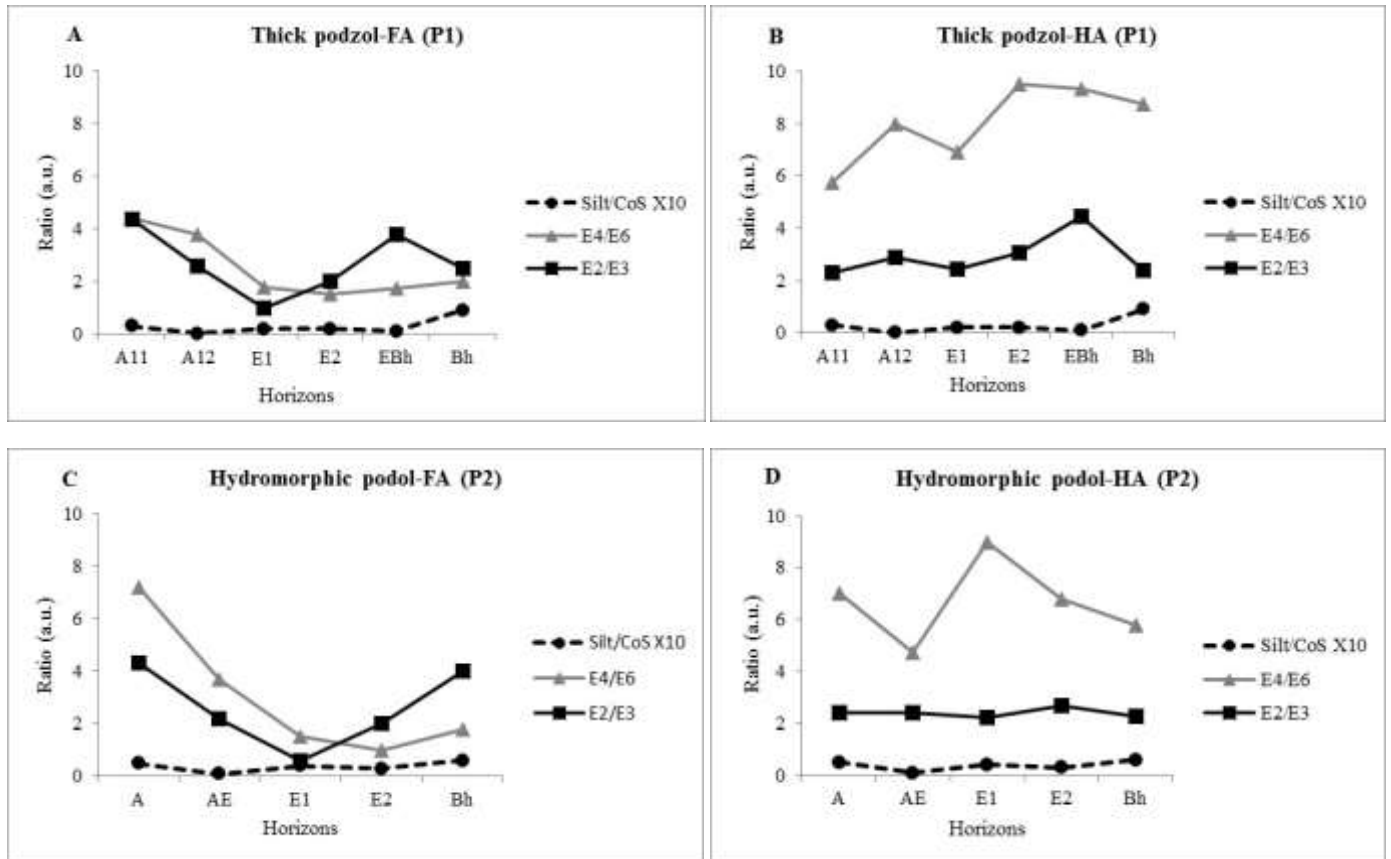 A Thick podzol-FA (P1)
10
8
6
4
2
0
Ratio (a.u.)
A11 A12 E1 E2 EBh Bh
Horizons
Silt/CoS X10
E4/E6
E2/E3
B Thick podzol-HA (P1)
10
8
6
4
2
0
Ratio (a.u.)
A11 A12 E1 E2 EBh Bh
Horizons
Silt/CoS X10
E4/E6
E2/E3
C Hydromorphic podol-FA (P2)
10
8
6
4
2
0
Ratio (a.u.)
A AE E1 E2 Bh
Horizons
Silt/CoS X10
E4/E6
E2/E3
D Hydromorphic podol-HA (P2)
10
8
6
4
2
0
Ratio (a.u.)
A AE E1 E2 Bh
Horizons
Silt/CoS X10
E4/E6
E2/E3